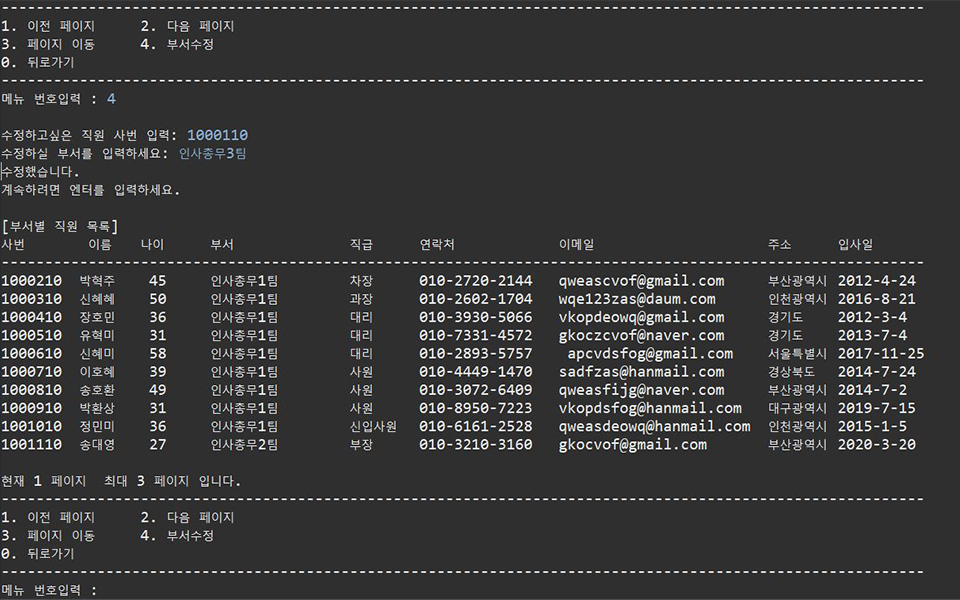 1. 이전 페이지 2. 다음 페이지
3. 페이지 이동 4. 부서수정
0. 뒤로가기
메뉴 번호입력 : 4
수정하고싶은 직원 사번 입력: 1000110
수정하실 부서를 입력하세요: 인사총무3팀
수정했습니다.
계속하려면 엔터를 입력하세요.
[부서별 직원 목록]
사번 이름 나이 부서 직급 연락처 이메일 주소 입사일
1000210 박혁주 45 인사총무1팀 차장 010-2720-2144 qweascvof@gmail.com 부산광역시 2012-4-24
1000310 신혜혜 50 인사총무1팀 과장 010-2602-1704 wqe123zas@daum.com 인천광역시 2016-8-21
1000410 장호민 36 인사총무1팀 대리 010-3930-5066 vkopdeowq@gmail.com 경기도 2012-3-4
1000510 유혁미 31 인사총무1팀 대리 010-7331-4572 gkoczcvof@naver.com 경기도 2013-7-4
1000610 신혜미 58 인사총무1팀 대리 010-2893-5757 apcvdsfog@gmail.com 서울특별시 2017-11-25
1000710 이호혜 39 인사총무1팀 사원 010-4449-1470 sadfzas@hanmail.com 경상북도 2014-7-24
1000810 송호환 49 인사총무1팀 사원 010-3072-6409 qweasfijg@naver.com 부산광역시 2014-7-2
1000910 박환상 31 인사총무1팀 사원 010-8950-7223 vkopdsfog@hanmail.com 대구광역시 2019-7-15
1001010 정민미 36 인사총무1팀 신입사원 010-6161-2528 qweasdeowq@hanmail.com 인천광역시 2015-1-5
1001110 송대영 27 인사총무2팀 부장 010-3210-3160 gkocvof@gmail.com 부산광역시 2020-3-20
현재 1 페이지 최대 3 페이지 입니다.
1. 이전 페이지 2. 다음 페이지
3. 페이지 이동 4. 부서수정
0. 뒤로가기
메뉴 번호입력 :